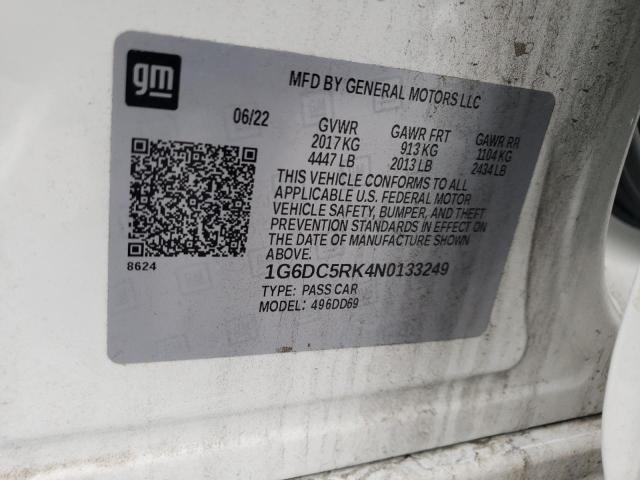 gm
MFD BY GENERAL MOTORS LLC
06/22
GVWR GAWR FRT GAWR RR
2017 KG 913 KG 1104 KG
4447 LB 2013 LB 2434 LB
THIS VEHICLE CONFORMS TO ALL
APPLICABLE U.S. FEDERAL MOTOR
VEHICLE SAFETY, BUMPER, AND THEFT
PREVENTION STANDARDS IN EFFECT ON
THE DATE OF MANUFACTURE SHOWN
ABOVE.
8624
1G6DC5RK4N0133249
TYPE: PASS CAR
MODEL: 496DD69